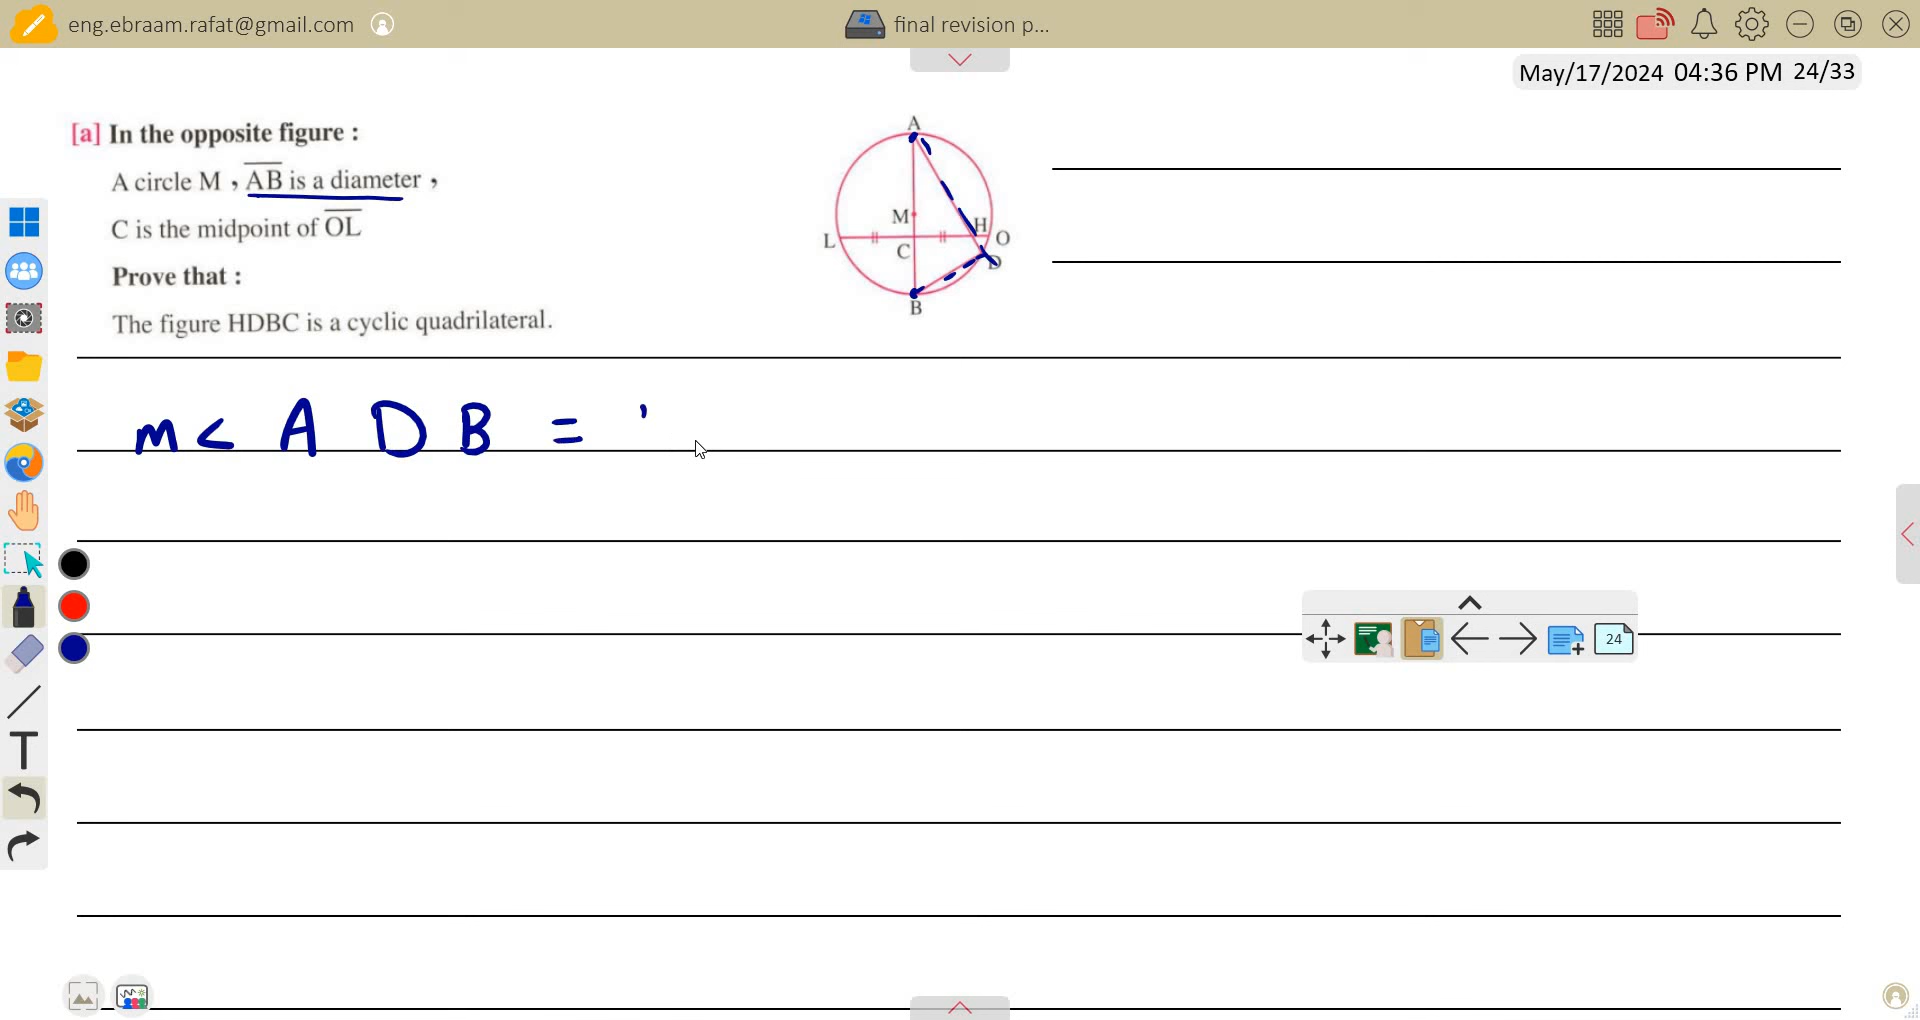 eng.ebraam.rafat@gmail.com
final revision p...
May/17/2024 04:36 PM 24/33
[a] In the opposite figure :
A circle M , AB is a diameter ,
C is the midpoint of OL
Prove that :
The figure HDBC is a cyclic quadrilateral.
A
M
H
L
O
C
D
B
m< A D B =
T
24